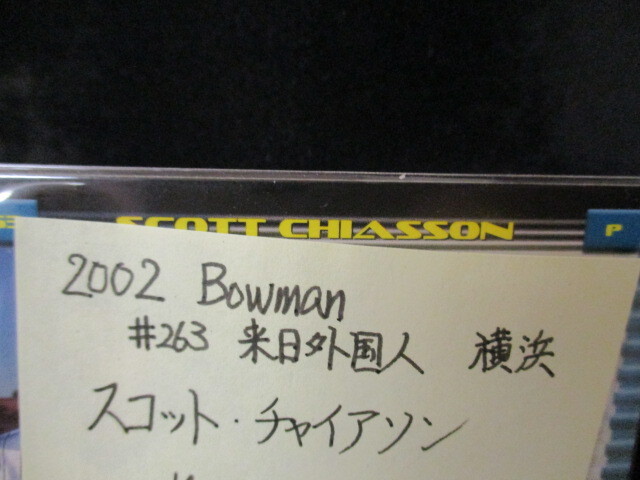 SCOTT CHIASSON P
2002 Bowman
#263 来日外国人 横浜
スコット・チャイアソン